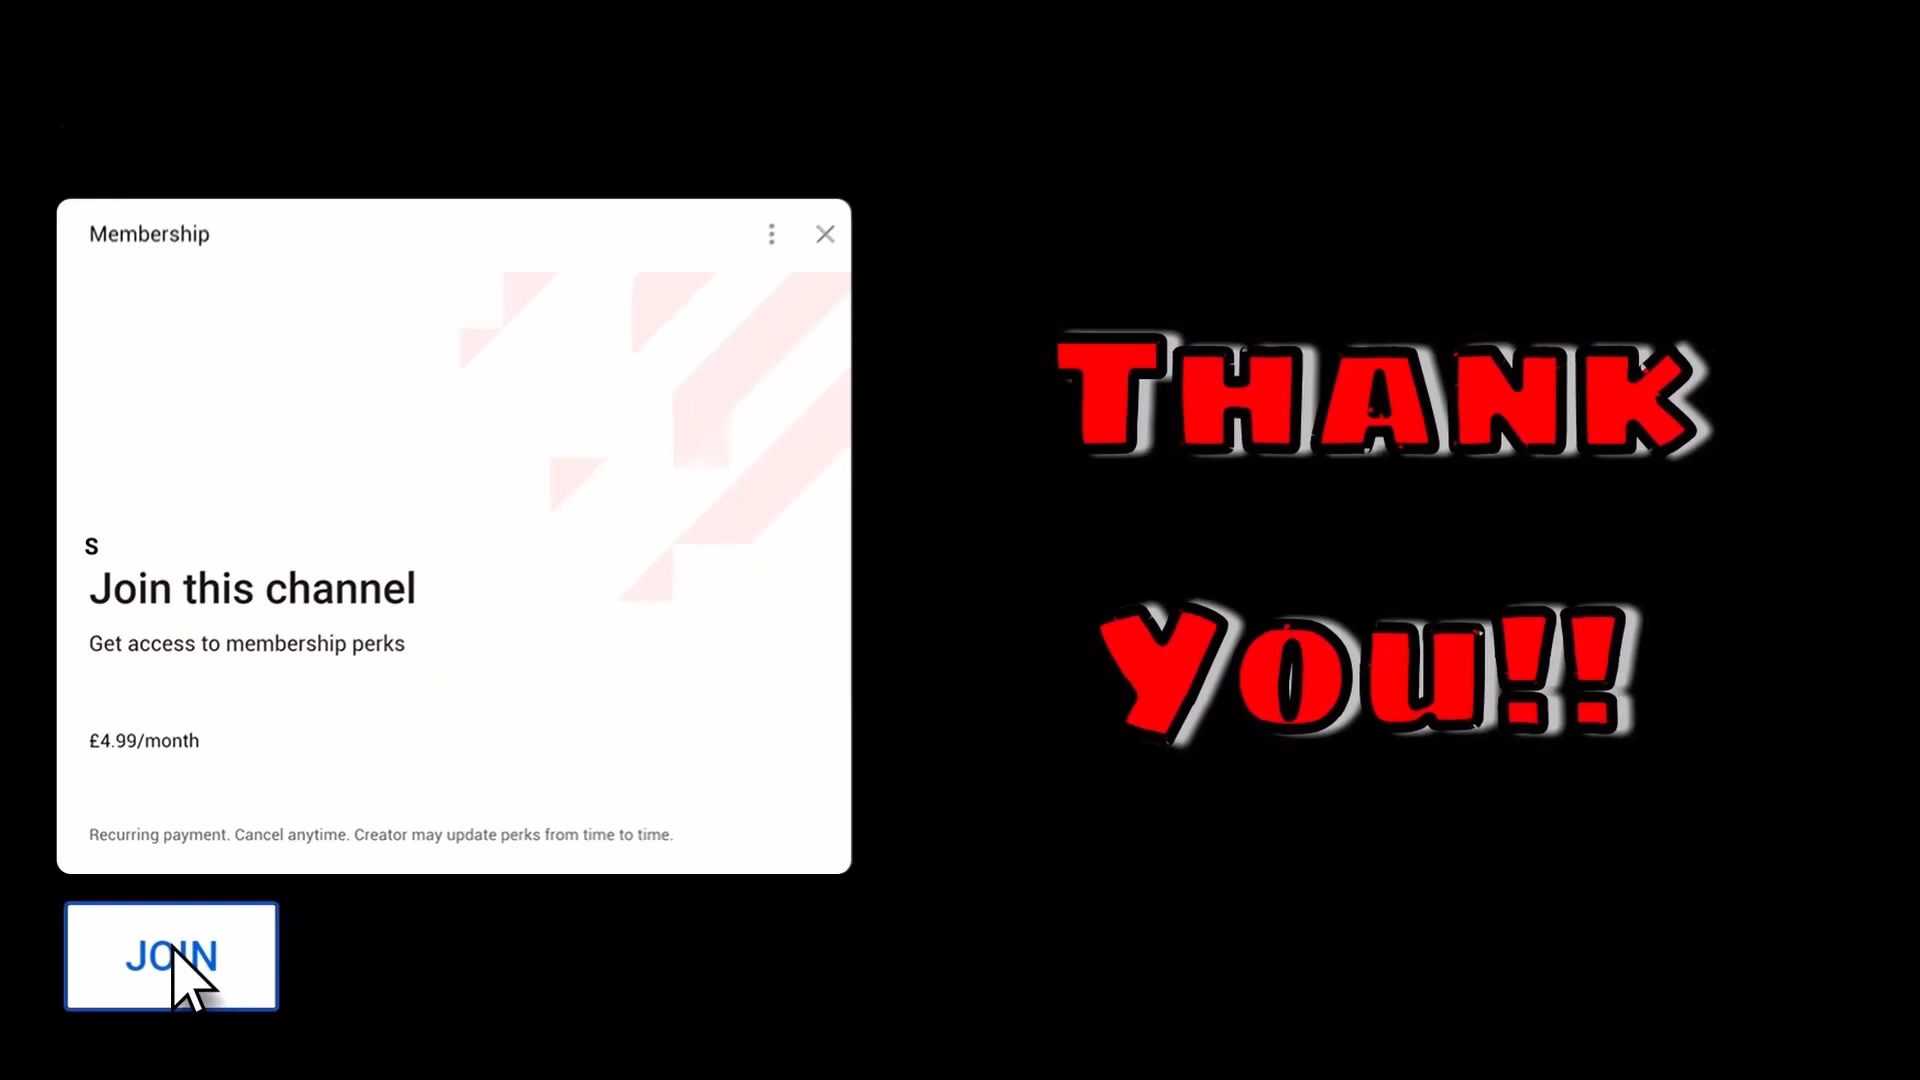 Membership
s
Join this channel
Get access to membership perks
£4.99/month
Recurring payment. Cancel anytime. Creator may update perks from time to time.
JOIN
Thank
You!!